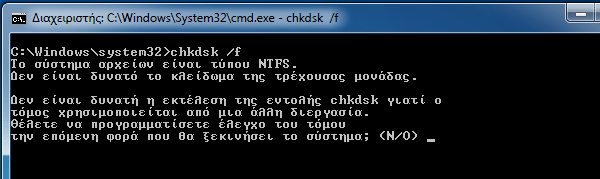 Διαχειριστής: C:\Windows\System32\cmd.exe - chkdsk /f
C:\Windows\system32>chkdsk /f
Το σύστημα αρχείων είναι τύπου NTFS.
Δεν είναι δυνατό το κλείδωμα της τρέχουσας μονάδας.
Δεν είναι δυνατή η εκτέλεση της εντολής chkdsk γιατί ο
τόμος χρησιμοποιείται από μια άλλη διεργασία.
Θέλετε να προγραμματίσετε έλεγχο του τόμου
την επόμενη φορά που θα ξεκινήσει το σύστημα; (Ν/Ο) _